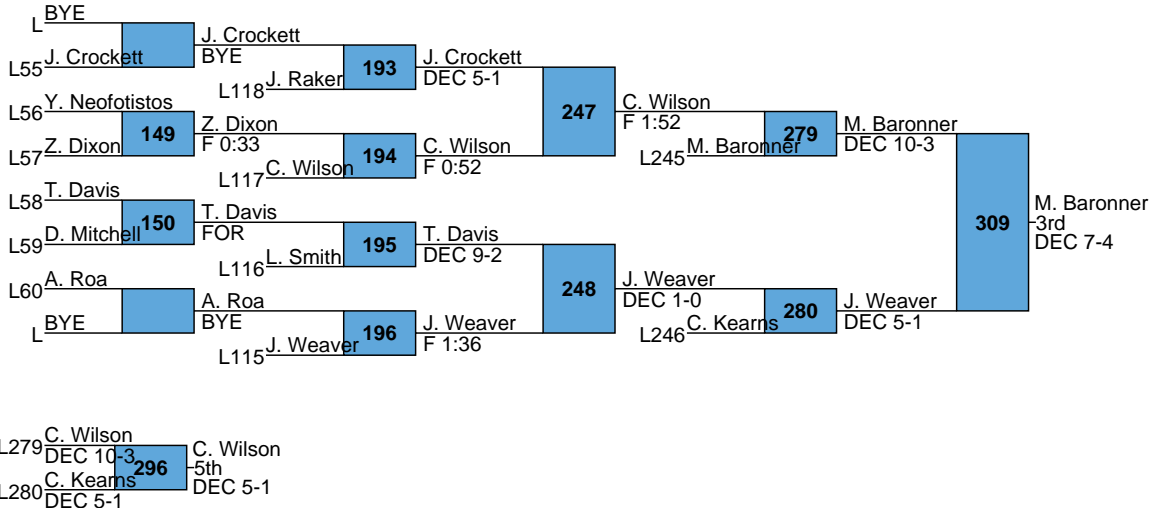 L BYE
L55 J. Crockett
J. Crockett
BYE
L118 J. Raker
193
J. Crockett
DEC 5-1
L56 Y. Neofotistos
149
L57 Z. Dixon
Z. Dixon
F 0:33
L117 C. Wilson
194
C. Wilson
F 0:52
247
C. Wilson
F 1:52
L245 M. Baronner
279
M. Baronner
DEC 10-3
L58 T. Davis
150
L59 D. Mitchell
T. Davis
FOR
L116 L. Smith
195
T. Davis
DEC 9-2
L60 A. Roa
L BYE
A. Roa
BYE
L115 J. Weaver
196
J. Weaver
F 1:36
248
J. Weaver
DEC 1-0
L246 C. Kearns
280
J. Weaver
DEC 5-1
309
M. Baronner
3rd
DEC 7-4
L279 C. Wilson
DEC 10-3
296
L280 C. Kearns
DEC 5-1
C. Wilson
5th
DEC 5-1